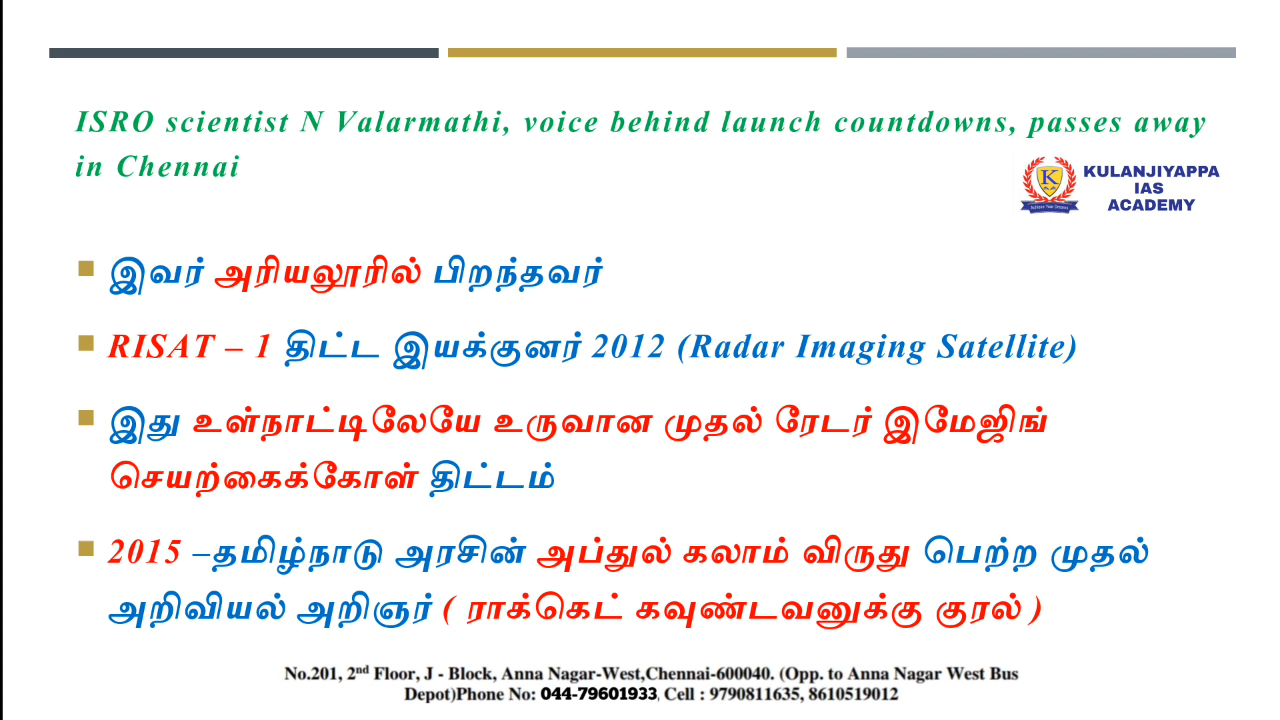 ISRO scientist N Valarmathi, voice behind launch countdowns, passes away
in Chennai
KULANJIYAPPA
IAS
ACADEMY
இவர் அரியலூரில் பிறந்தவர்
RISAT – 1 திட்ட இயக்குனர் 2012 (Radar Imaging Satellite)
இது உள்நாட்டிலேயே உருவான முதல் ரேடர் இமேஜிங்
செயற்கைக்கோள் திட்டம்
2015 –தமிழ்நாடு அரசின் அப்துல் கலாம் விருது பெற்ற முதல்
அறிவியல் அறிஞர் ( ராக்கெட் கவுண்டவனுக்கு குரல் )
No.201, 2nd Floor, J - Block, Anna Nagar-West,Chennai-600040. (Opp. to Anna Nagar West Bus
Depot)Phone No: 044-79601933, Cell : 9790811635, 8610519012